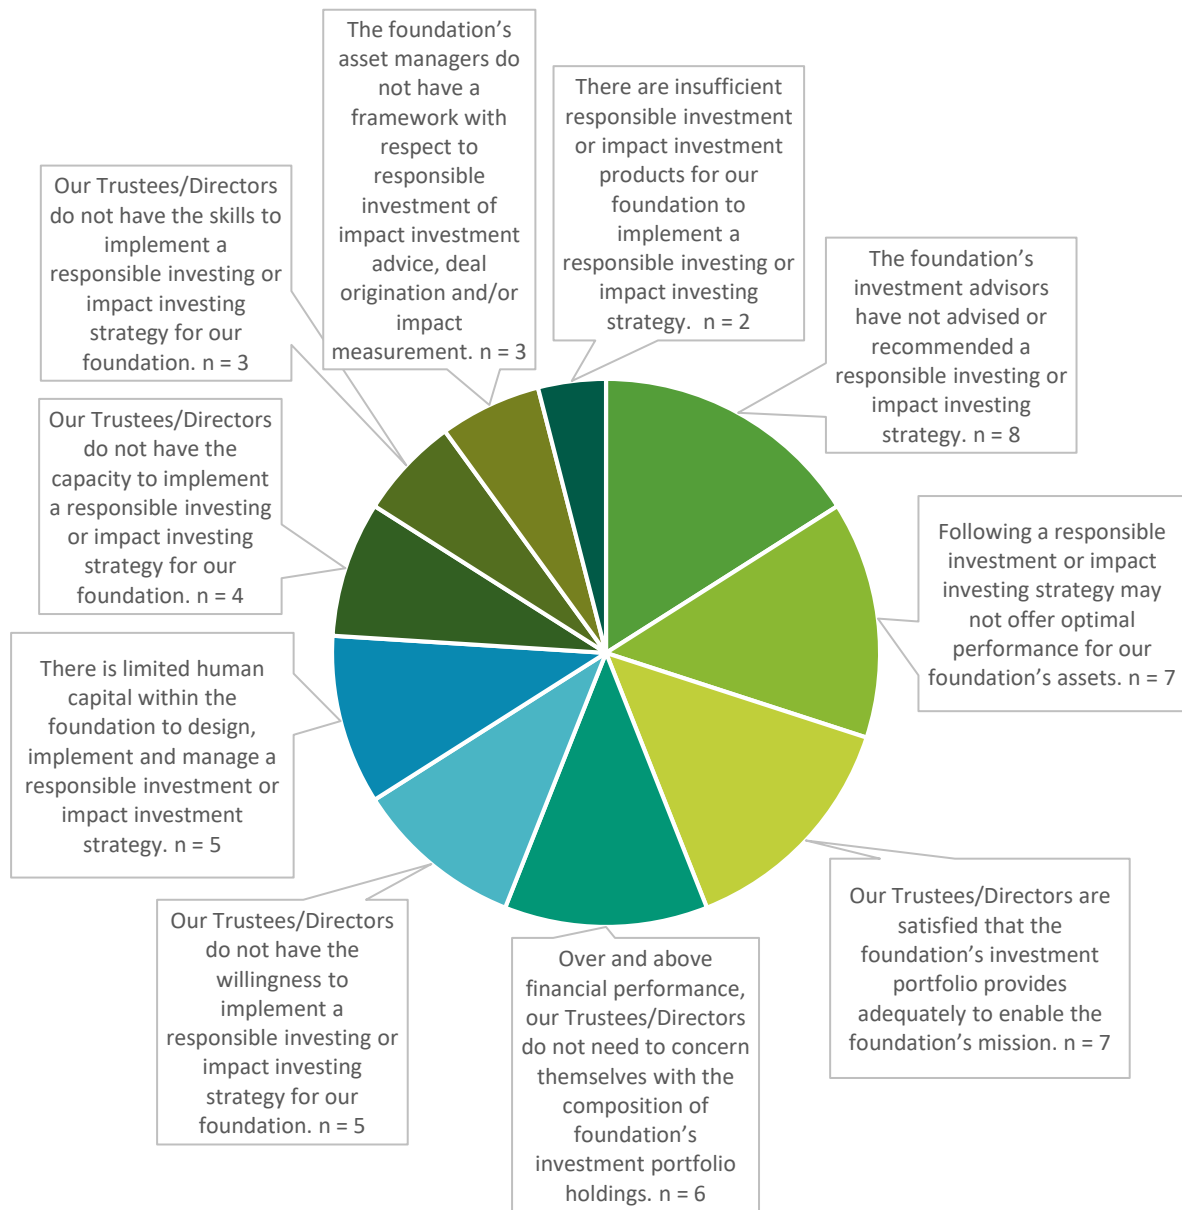 The foundation's
asset managers do
not have a
framework with
respect to
responsible
investment of
impact investment
advice, deal
origination and/or
impact
measurement. n = 3
There are insufficient
responsible investment
or impact investment
products for our
foundation to
implement a
responsible investing or
impact investing
strategy. n = 2
The foundation's
investment advisors
have not advised or
recommended a
responsible investing or
impact investing
strategy. n = 8
Following a responsible
investment or impact
investing strategy may
not offer optimal
performance for our
foundation's assets. n = 7
Our Trustees/Directors are
satisfied that the
foundation's investment
portfolio provides
adequately to enable the
foundation's mission. n = 7
Over and above
financial performance,
our Trustees/Directors
do not need to concern
themselves with the
composition of
foundation's
investment portfolio
holdings. n = 6
Our Trustees/Directors
do not have the
willingness to
implement a
responsible investing or
impact investing
strategy for our
foundation. n = 5
There is limited human
capital within the
foundation to design,
implement and manage a
responsible investment or
impact investment
strategy. n = 5
Our Trustees/Directors
do not have the
capacity to implement
a responsible investing
or impact investing
strategy for our
foundation. n = 4
Our Trustees/Directors
do not have the skills to
implement a
responsible investing or
impact investing
strategy for our
foundation. n = 3